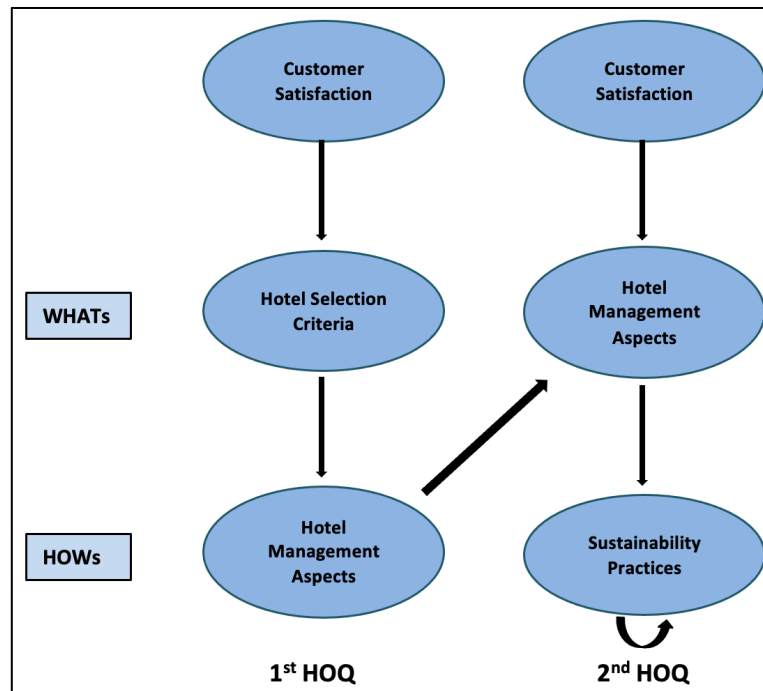 Customer
Satisfaction
Customer
Satisfaction
WHATs
Hotel Selection
Criteria
Hotel
Management
Aspects
HOWs
Hotel
Management
Aspects
Sustainability
Practices
1st HOQ
2nd HOQ